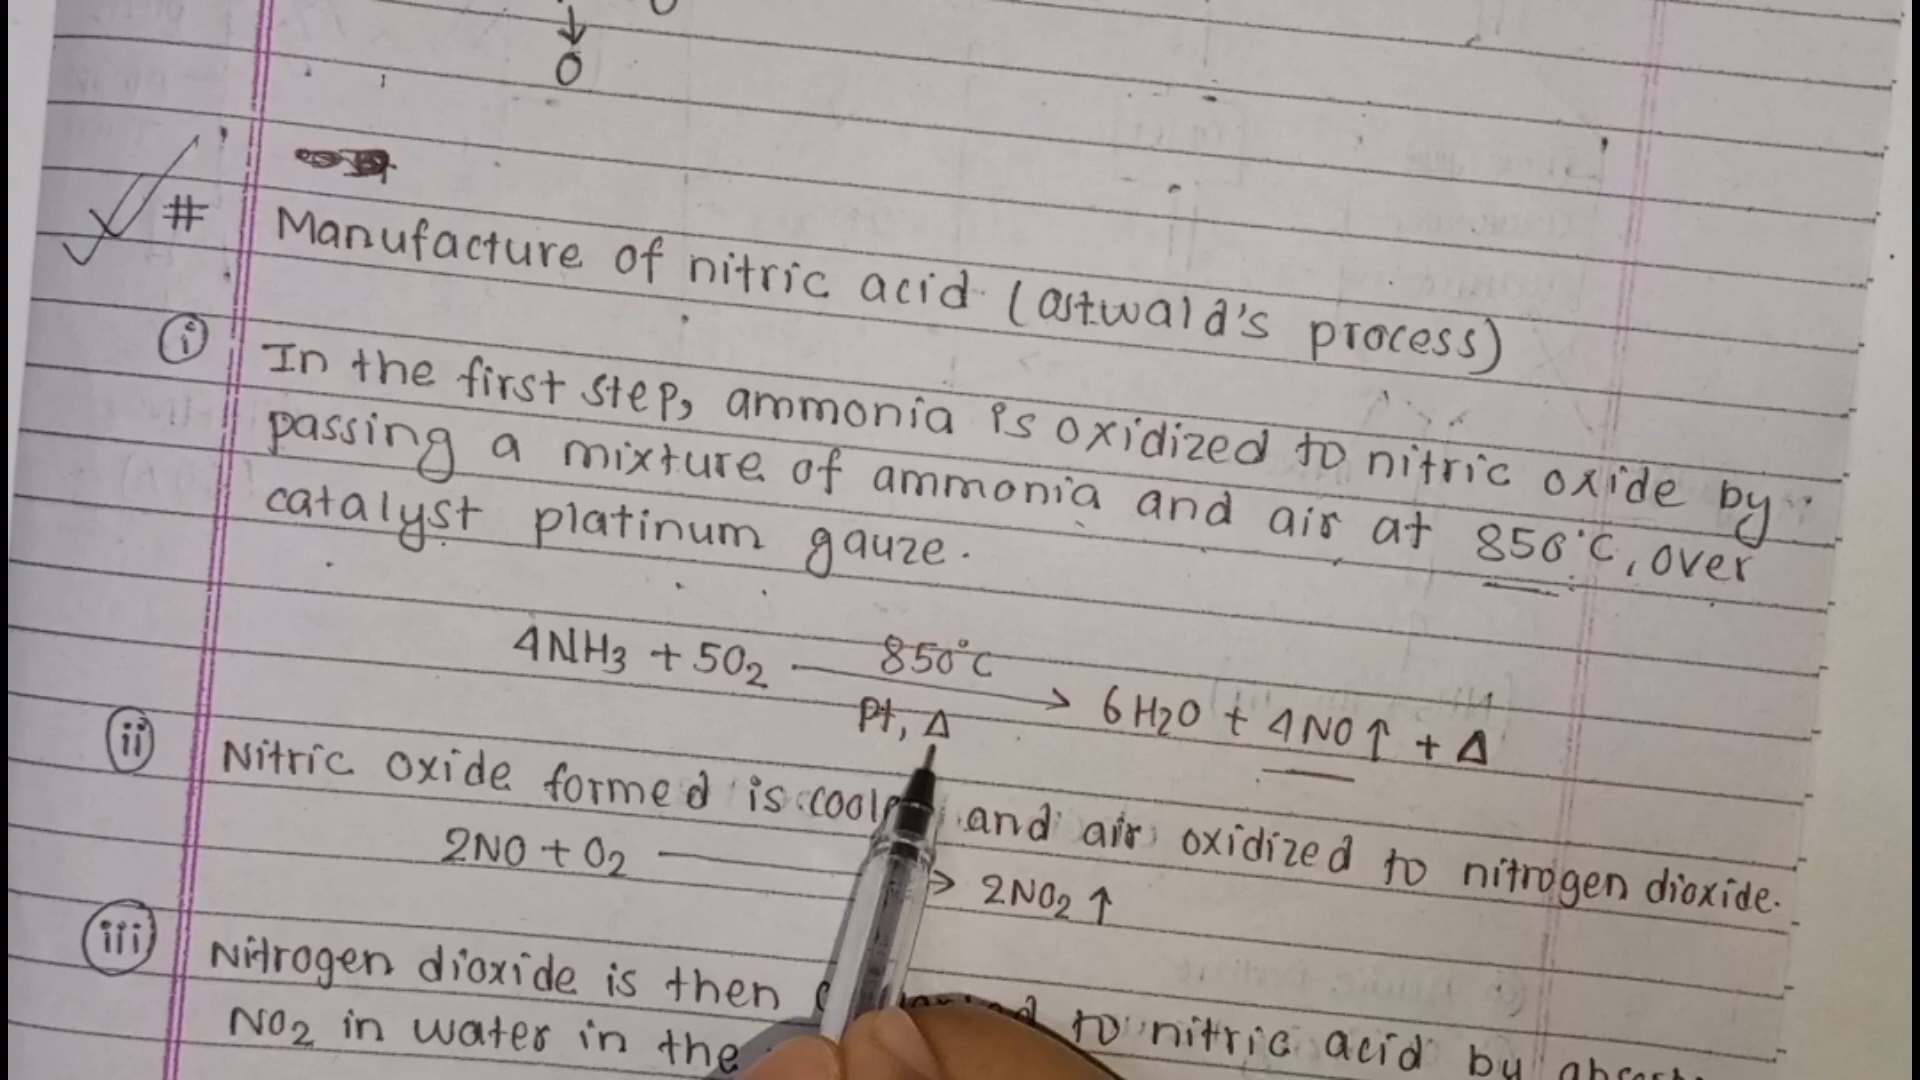 O
# Manufacture of nitric acid (Ostwald's process)
(i) In the first step, ammonia is oxidized to nitric oxide by
passing a mixture of ammonia and air at 850°C, over
catalyst platinum gauze.
4NH3 + 5O2 850°C → 6H2O + 4NO↑ + Δ
Pt, Δ
(ii) Nitric oxide formed is and air oxidized to nitrogen dioxide.
2NO + O2 → 2NO2 ↑
(iii) Nitrogen dioxide is then to nitric acid by
NO2 in water in the